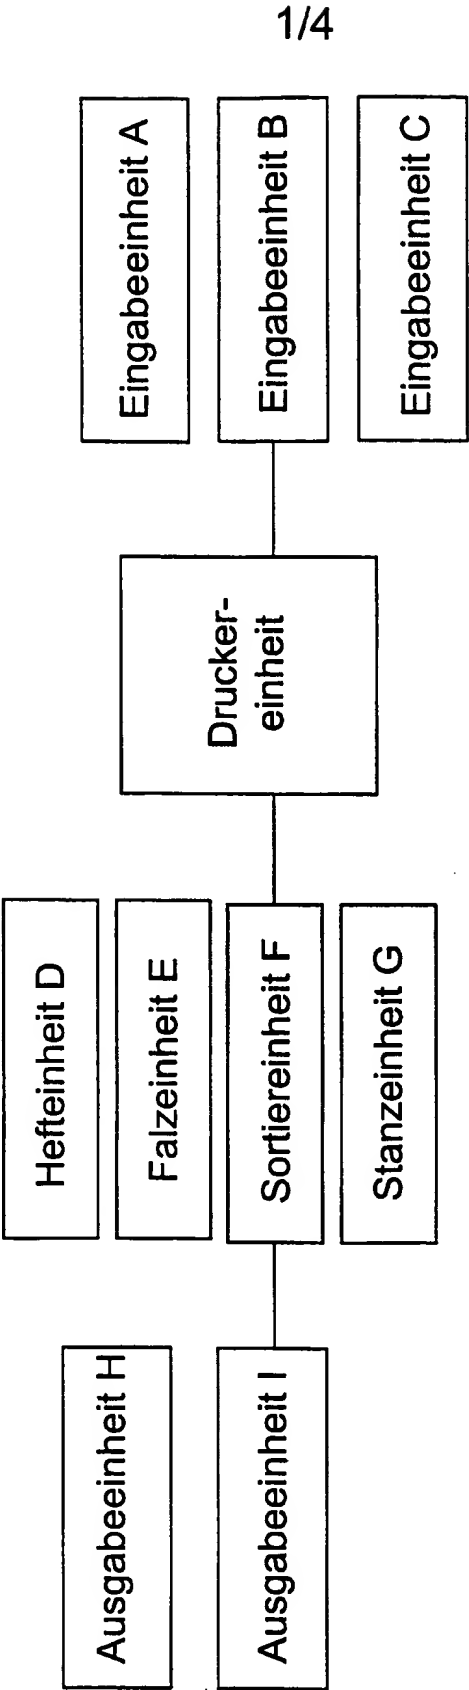 1/4
Eingabeeinheit A
Eingabeeinheit B
Eingabeeinheit C
Drucker-
einheit
Hefteinheit D
Falzeinheit E
Sortiereinheit F
Stanzeinheit G
Ausgabeeinheit H
Ausgabeeinheit I